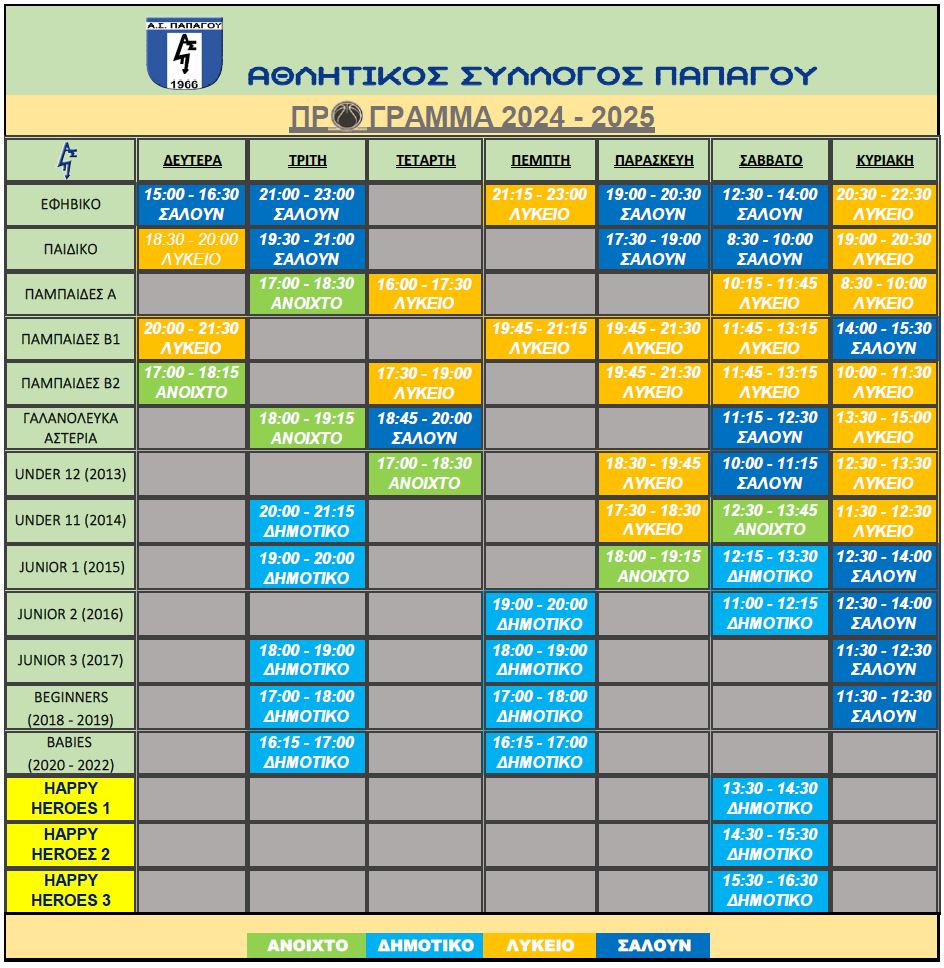 Α.Σ. ΠΑΠΑΓΟΥ
1966
ΑΘΛΗΤΙΚΟΣ ΣΥΛΛΟΓΟΣ ΠΑΠΑΓΟΥ
ΠΡΟΓΡΑΜΜΑ 2024 - 2025
ΔΕΥΤΕΡΑ ΤΡΙΤΗ ΤΕΤΑΡΤΗ ΠΕΜΠΤΗ ΠΑΡΑΣΚΕΥΗ ΣΑΒΒΑΤΟ ΚΥΡΙΑΚΗ
ΕΦΗΒΙΚΟ
15:00 - 16:30 21:00 - 23:00 21:15 - 23:00 19:00 - 20:30 12:30 - 14:00 20:30 - 22:30
ΣΑΛΟΥΝ ΣΑΛΟΥΝ ΛΥΚΕΙΟ ΣΑΛΟΥΝ ΣΑΛΟΥΝ ΛΥΚΕΙΟ
ΠΑΙΔΙΚΟ
18:30 - 20:00 19:30 - 21:00 17:30 - 19:00 8:30 - 10:00 19:00 - 20:30
ΛΥΚΕΙΟ ΣΑΛΟΥΝ ΣΑΛΟΥΝ ΣΑΛΟΥΝ ΛΥΚΕΙΟ
ΠΑΜΠΑΙΔΕΣ Α
17:00 - 18:30 16:00 - 17:30 10:15 - 11:45 8:30 - 10:00
ΑΝΟΙΧΤΟ ΛΥΚΕΙΟ ΛΥΚΕΙΟ ΛΥΚΕΙΟ
ΠΑΜΠΑΙΔΕΣ Β1
20:00 - 21:30 19:45 - 21:15 19:45 - 21:30 11:45 - 13:15 14:00 - 15:30
ΛΥΚΕΙΟ ΛΥΚΕΙΟ ΛΥΚΕΙΟ ΛΥΚΕΙΟ ΣΑΛΟΥΝ
ΠΑΜΠΑΙΔΕΣ Β2
17:00 - 18:15 17:30 - 19:00 19:45 - 21:30 11:45 - 13:15 10:00 - 11:30
ΑΝΟΙΧΤΟ ΛΥΚΕΙΟ ΛΥΚΕΙΟ ΛΥΚΕΙΟ ΛΥΚΕΙΟ
ΓΑΛΑΝΟΛΕΥΚΑ
ΑΣΤΕΡΙΑ
18:00 - 19:15 18:45 - 20:00 11:15 - 12:30 13:30 - 15:00
ΑΝΟΙΧΤΟ ΣΑΛΟΥΝ ΣΑΛΟΥΝ ΛΥΚΕΙΟ
UNDER 12 (2013)
17:00 - 18:30 18:30 - 19:45 10:00 - 11:15 12:30 - 13:30
ΑΝΟΙΧΤΟ ΛΥΚΕΙΟ ΣΑΛΟΥΝ ΛΥΚΕΙΟ
UNDER 11 (2014)
20:00 - 21:15 17:30 - 18:30 12:30 - 13:45 11:30 - 12:30
ΔΗΜΟΤΙΚΟ ΛΥΚΕΙΟ ΑΝΟΙΧΤΟ ΛΥΚΕΙΟ
JUNIOR 1 (2015)
19:00 - 20:00 18:00 - 19:15 12:15 - 13:30 12:30 - 14:00
ΔΗΜΟΤΙΚΟ ΑΝΟΙΧΤΟ ΔΗΜΟΤΙΚΟ ΣΑΛΟΥΝ
JUNIOR 2 (2016)
19:00 - 20:00 11:00 - 12:15 12:30 - 14:00
ΔΗΜΟΤΙΚΟ ΔΗΜΟΤΙΚΟ ΣΑΛΟΥΝ
JUNIOR 3 (2017)
18:00 - 19:00 18:00 - 19:00 11:30 - 12:30
ΔΗΜΟΤΙΚΟ ΔΗΜΟΤΙΚΟ ΣΑΛΟΥΝ
BEGINNERS
(2018 - 2019)
17:00 - 18:00 17:00 - 18:00 11:30 - 12:30
ΔΗΜΟΤΙΚΟ ΔΗΜΟΤΙΚΟ ΣΑΛΟΥΝ
BABIES
(2020 - 2022)
16:15 - 17:00 16:15 - 17:00
ΔΗΜΟΤΙΚΟ ΔΗΜΟΤΙΚΟ
HAPPY
HEROES 1
13:30 - 14:30
ΔΗΜΟΤΙΚΟ
HAPPY
HEROEΣ 2
14:30 - 15:30
ΔΗΜΟΤΙΚΟ
HAPPY
HEROES 3
15:30 - 16:30
ΔΗΜΟΤΙΚΟ
ΑΝΟΙΧΤΟ ΔΗΜΟΤΙΚΟ ΛΥΚΕΙΟ ΣΑΛΟΥΝ